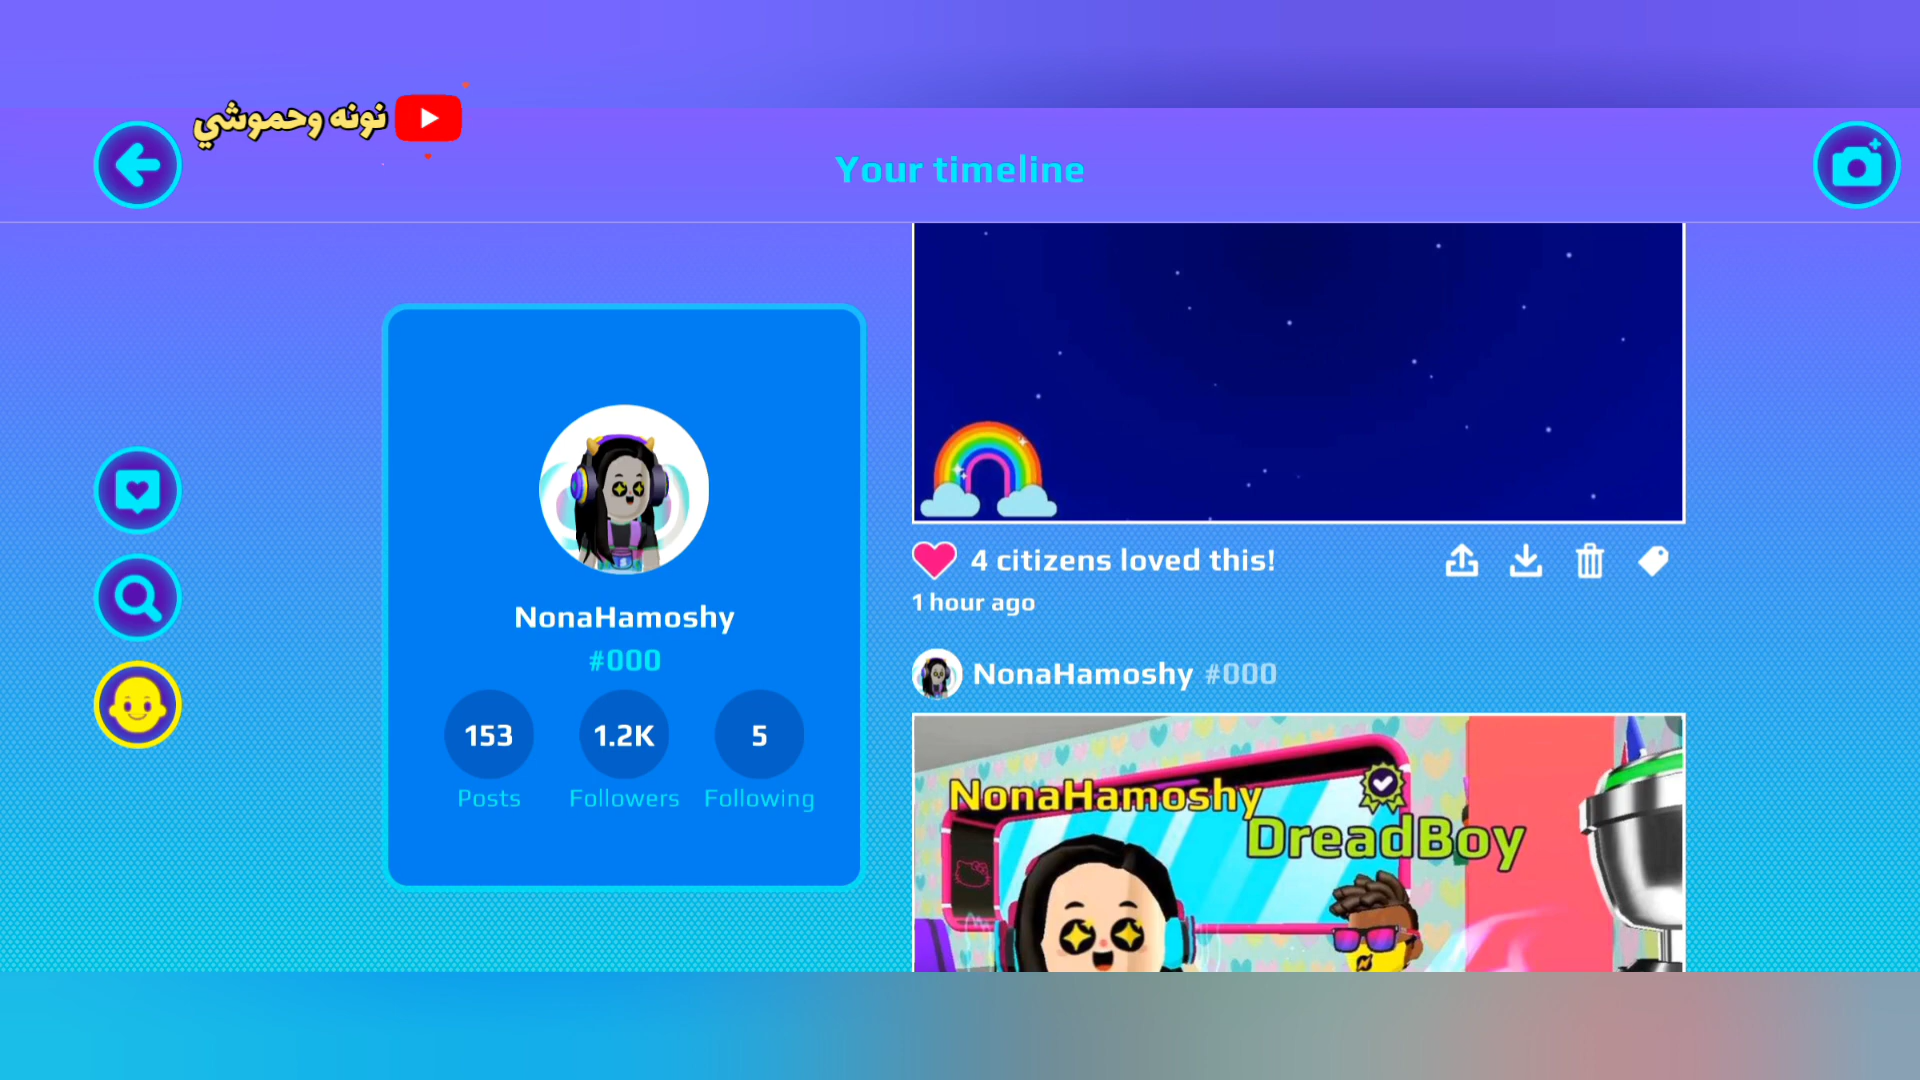 نونه وحموشي
Your timeline
NonaHamoshy
#000
153
1.2K
5
Posts
Followers
Following
4 citizens loved this!
1 hour ago
NonaHamoshy #000
NonaHamoshy
DreadBoy